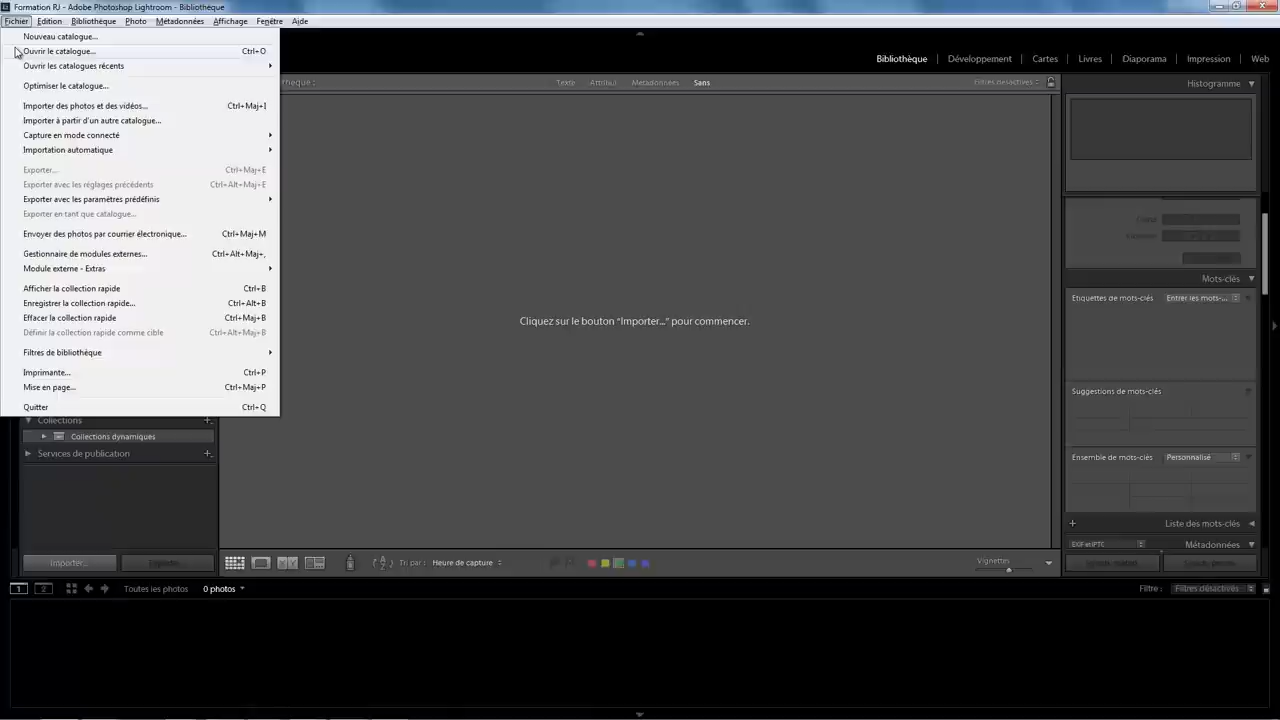 Formation RJ - Adobe Photoshop Lightroom - Bibliothèque
Fichier Edition Bibliothèque Photo Métadonnées Affichage Fenêtre Aide
Nouveau catalogue...
Ouvrir le catalogue... Ctrl+O
Ouvrir les catalogues récents
Optimiser le catalogue...
Importer des photos et des vidéos... Ctrl+Maj+I
Importer à partir d'un autre catalogue...
Capture en mode connecté
Importation automatique
Exporter... Ctrl+Maj+E
Exporter avec les réglages précédents Ctrl+Alt+Maj+E
Exporter avec les paramètres prédéfinis
Exporter en tant que catalogue...
Envoyer des photos par courrier électronique... Ctrl+Maj+M
Gestionnaire de modules externes... Ctrl+Alt+Maj+,
Module externe - Extras
Afficher la collection rapide Ctrl+B
Enregistrer la collection rapide... Ctrl+Alt+B
Effacer la collection rapide Ctrl+Maj+B
Définir la collection rapide comme cible Ctrl+Alt+Maj+B
Filtres de bibliothèque
Imprimante... Ctrl+P
Mise en page... Ctrl+Maj+P
Quitter Ctrl+Q
Collections
Collections dynamiques
Services de publication
Importer...
Bibliothèque Développement Cartes Livres Diaporama Impression Web
Texte Attribut Métadonnées Sans Filtres désactivés
Cliquez sur le bouton "Importer..." pour commencer.
Histogramme
Mots-clés
Etiquettes de mots-clés Entrer les mots-...
Suggestions de mots-clés
Ensemble de mots-clés Personnalisé
Liste des mots-clés
EXIF et IPTC Métadonnées
Tri par : Heure de capture
Vignettes
1 2 Toutes les photos 0 photos
Filtre : Filtres désactivés